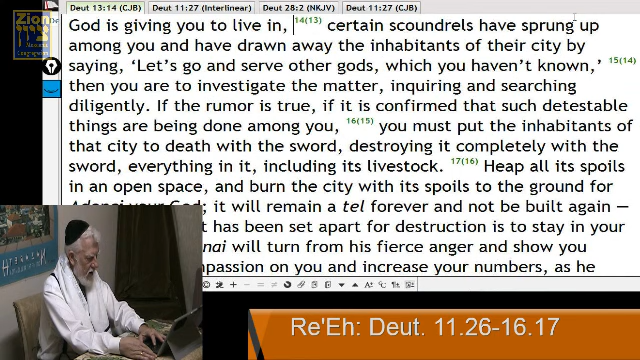 Zion
Messianic
Congregation
Deut 13:14 (CJB)
Deut 11:27 (Interlinear)
Deut 28:2 (NKJV)
Deut 11:27 (CJB)
God is giving you to live in, 14(13) certain scoundrels have sprung up
among you and have drawn away the inhabitants of their city by
saying, ‘Let’s go and serve other gods, which you haven’t known,’ 15(14)
then you are to investigate the matter, inquiring and searching
diligently. If the rumor is true, if it is confirmed that such detestable
things are being done among you, 16(15) you must put the inhabitants of
that city to death with the sword, destroying it completely with the
sword, everything in it, including its livestock. 17(16) Heap all its spoils
in an open space, and burn the city with its spoils to the ground for
Adonai your God; it will remain a tel forever and not be built again —
t has been set apart for destruction is to stay in your
nai will turn from his fierce anger and show you
mpassion on you and increase your numbers, as he
Re'Eh: Deut. 11.26-16.17